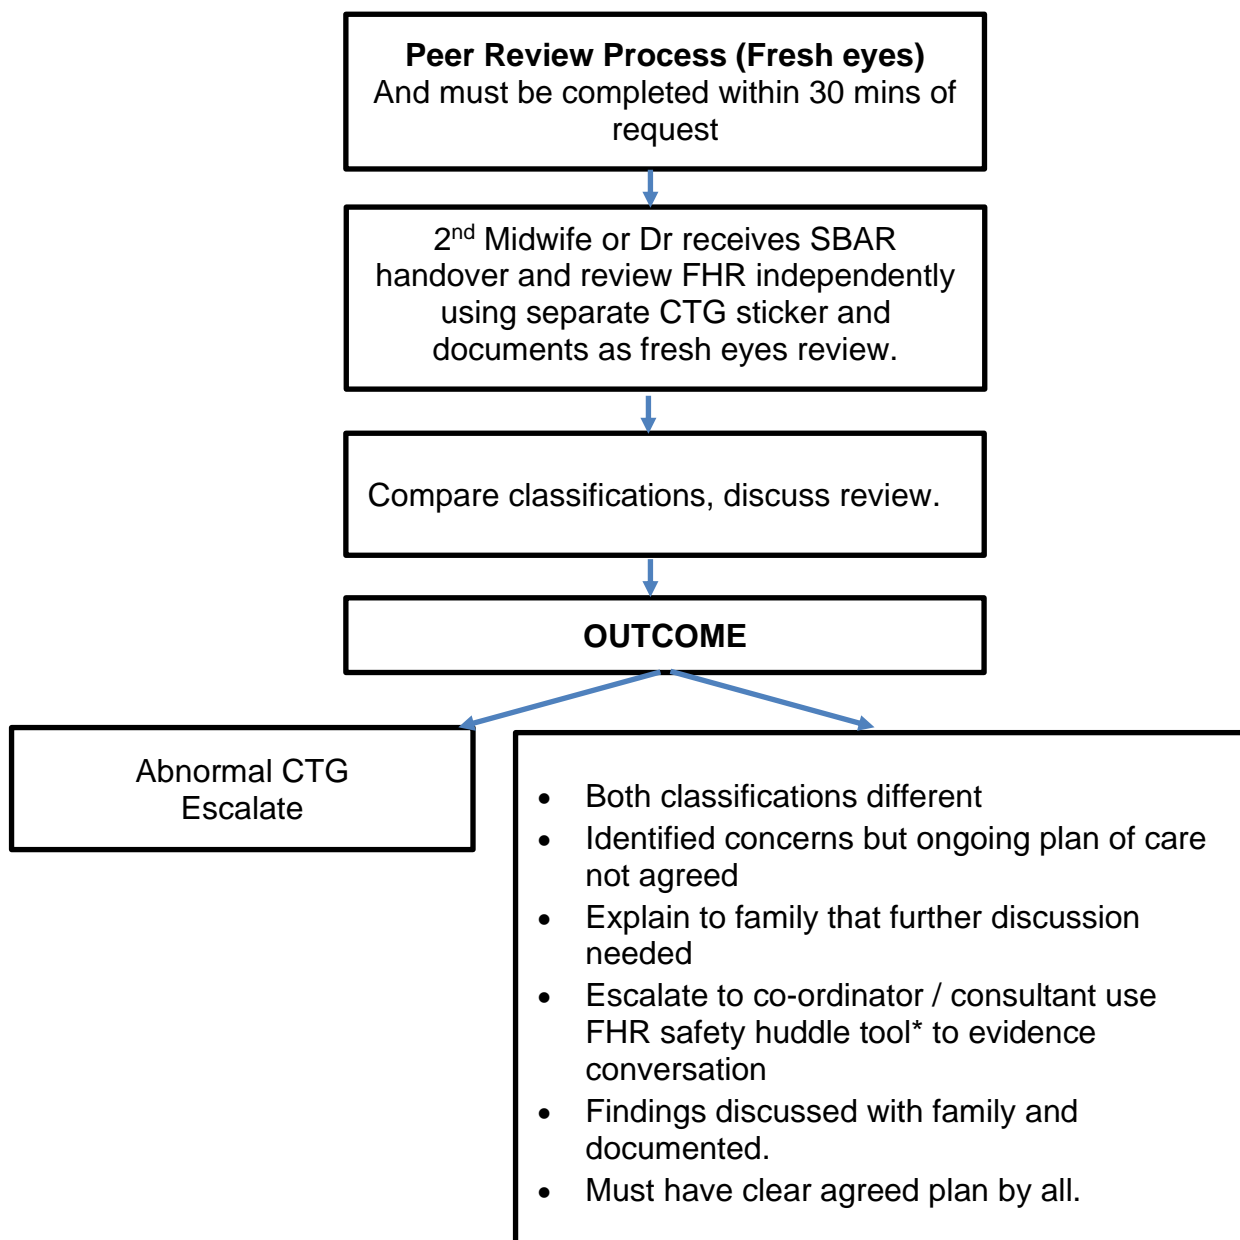 Peer Review Process (Fresh eyes)
And must be completed within 30 mins of
request
2nd Midwife or Dr receives SBAR
handover and review FHR independently
using separate CTG sticker and
documents as fresh eyes review.
Compare classifications, discuss review.
OUTCOME
Abnormal CTG
Escalate
• Both classifications different
• Identified concerns but ongoing plan of care
not agreed
• Explain to family that further discussion
needed
• Escalate to co-ordinator / consultant use
FHR safety huddle tool* to evidence
conversation
• Findings discussed with family and
documented.
• Must have clear agreed plan by all.